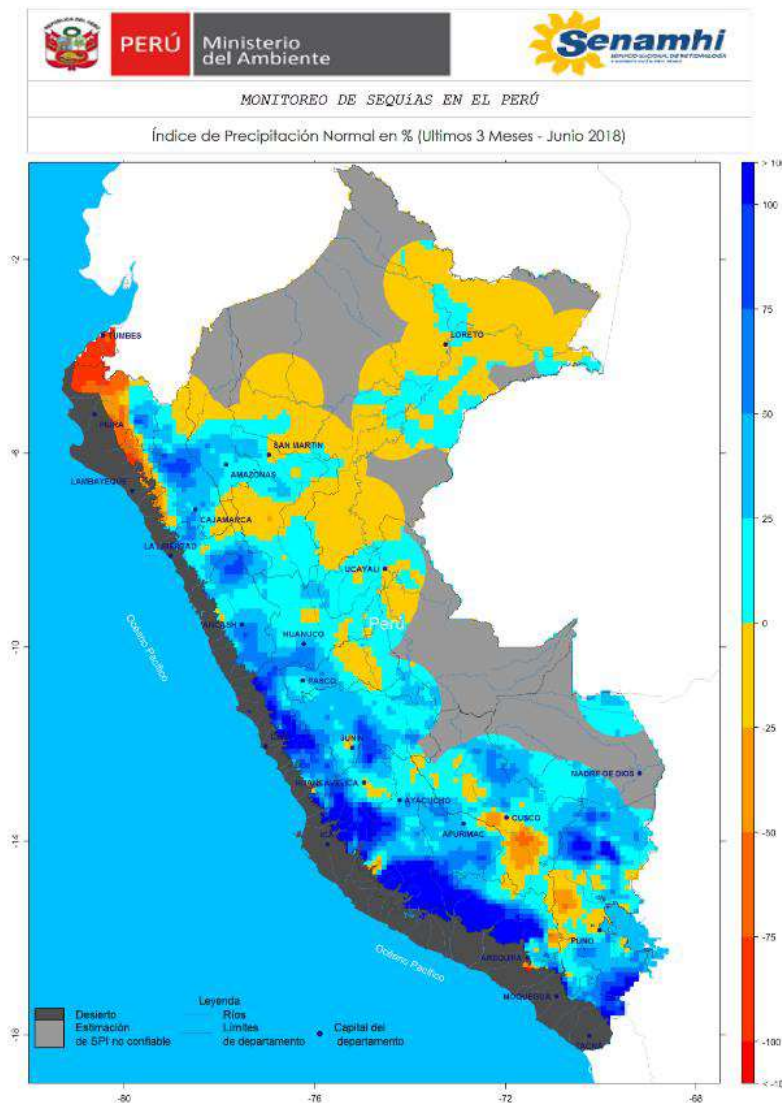 PERÚ
Ministerio
del Ambiente
Senamhi
MONITOREO DE SEQUÍAS EN EL PERÚ
Índice de Precipitación Normal en % (Ultimos 3 Meses - Junio 2018)
> 100
100
75
50
25
0
-25
-50
-75
-100
-2
-6
-10
-14
-18
TUMBES
LORETO
PIURA
SAN MARTIN
AMAZONAS
LAMBAYEQUE
CAJAMARCA
LA LIBERTAD
UCAYALI
Perú
ANCASH
HUANUCO
PASCO
Océano Pacífico
LIMA
JUNIN
HUANCAVELICA
MADRE DE DIOS
AYACUCHO
CUSCO
APURIMAC
ICA
PUNO
Océano Pacífico
AREQUIPA
MOQUEGUA
TACNA
Leyenda
Desierto
Estimación
de SPI no confiable
Ríos
Límites
de departamento
Capital del
departamento
-80
-76
-72
-68